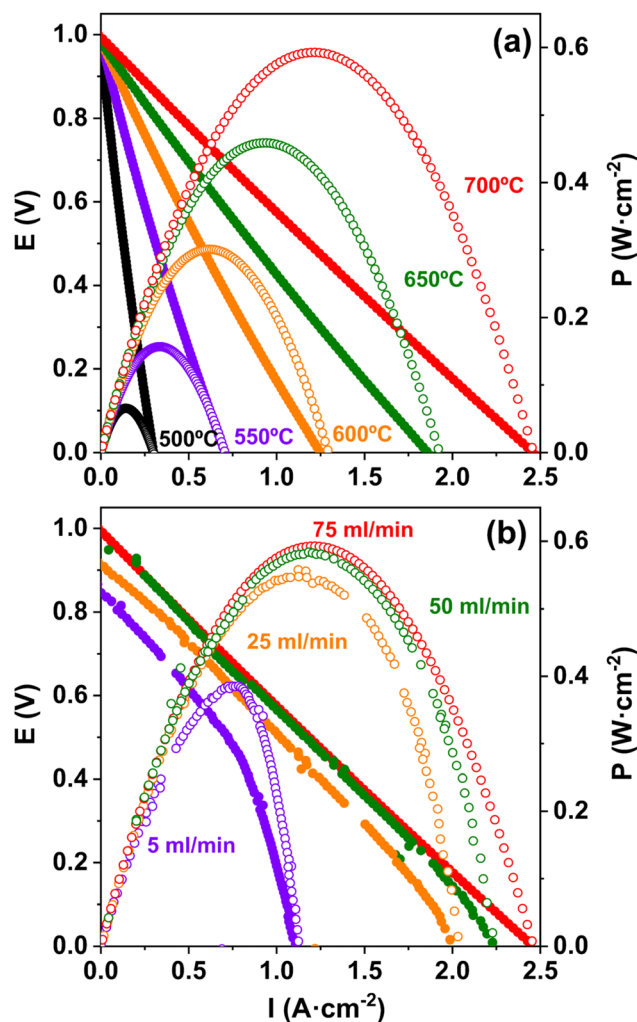 (a)
1.0
0.8
0.6
0.4
0.2
0.0
E (V)
0.6
0.4
0.2
0.0
P (W·cm⁻²)
700ºC
650ºC
600ºC
550ºC
500ºC
0.0 0.5 1.0 1.5 2.0 2.5
(b)
1.0
0.8
0.6
0.4
0.2
0.0
E (V)
0.6
0.4
0.2
0.0
P (W·cm⁻²)
75 ml/min
50 ml/min
25 ml/min
5 ml/min
0.0 0.5 1.0 1.5 2.0 2.5
I (A·cm⁻²)